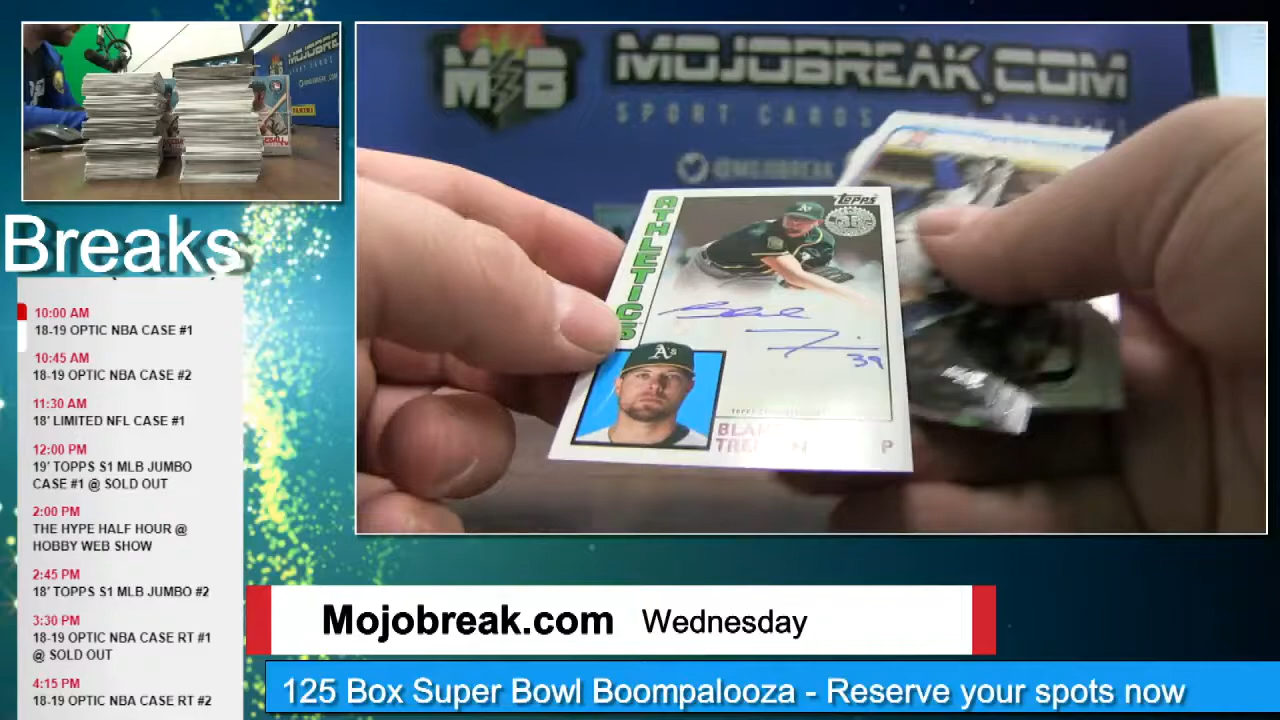 MB
MOJOBREAK.COM
SPORT CARDS
@MOJOBREAK
TOPPS
35
ATHLETICS
A's
39
P
Breaks
10:00 AM
18-19 OPTIC NBA CASE #1
10:45 AM
18-19 OPTIC NBA CASE #2
11:30 AM
18' LIMITED NFL CASE #1
12:00 PM
19' TOPPS S1 MLB JUMBO
CASE #1 @ SOLD OUT
2:00 PM
THE HYPE HALF HOUR @
HOBBY WEB SHOW
2:45 PM
18' TOPPS S1 MLB JUMBO #2
3:30 PM
18-19 OPTIC NBA CASE RT #1
@ SOLD OUT
4:15 PM
18-19 OPTIC NBA CASE RT #2
Mojobreak.com Wednesday
125 Box Super Bowl Boompalooza - Reserve your spots now